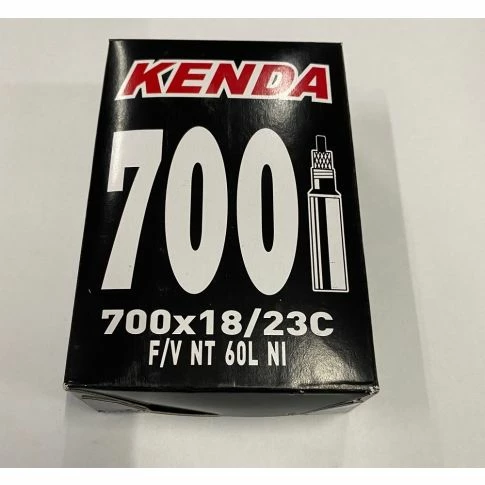 KENDA
700
700x18/23C
F/V NT 60L NI